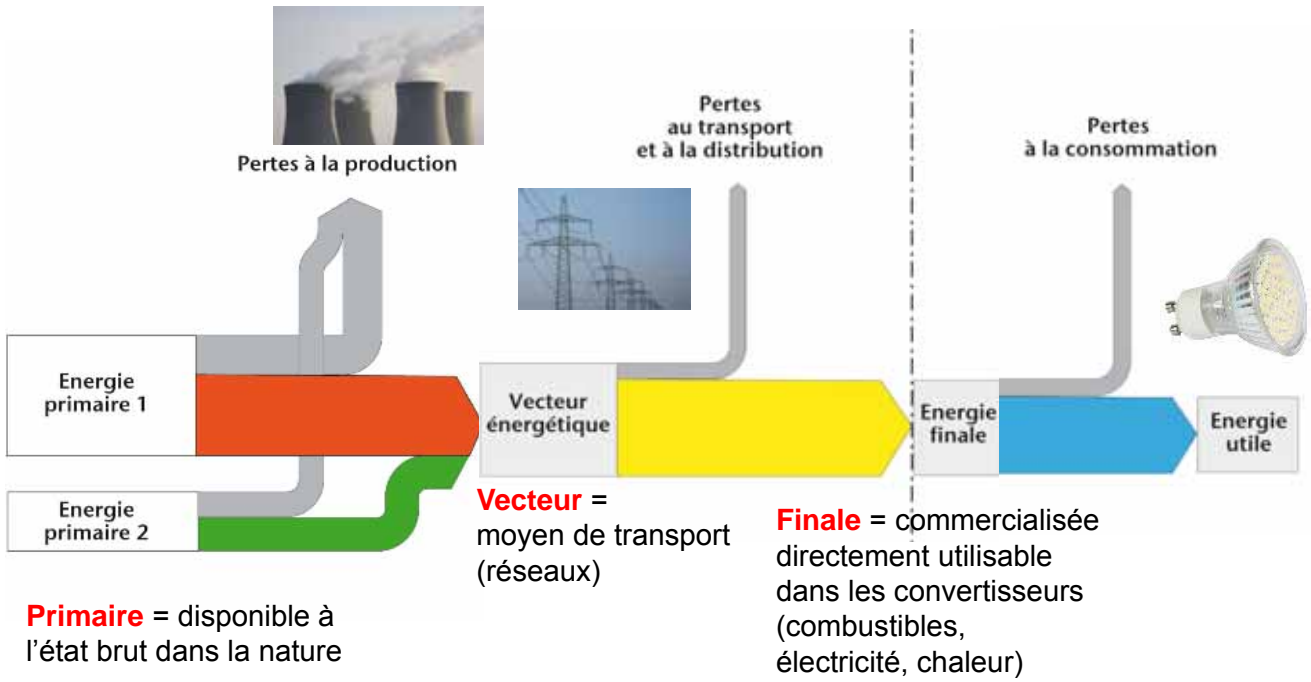 Pertes à la production
Pertes
au transport
et à la distribution
Pertes
à la consommation
Energie
primaire 1
Energie
primaire 2
Vecteur
énergétique
Energie
finale
Energie
utile
Primaire = disponible à
l’état brut dans la nature
Vecteur =
moyen de transport
(réseaux)
Finale = commercialisée
directement utilisable
dans les convertisseurs
(combustibles,
électricité, chaleur)